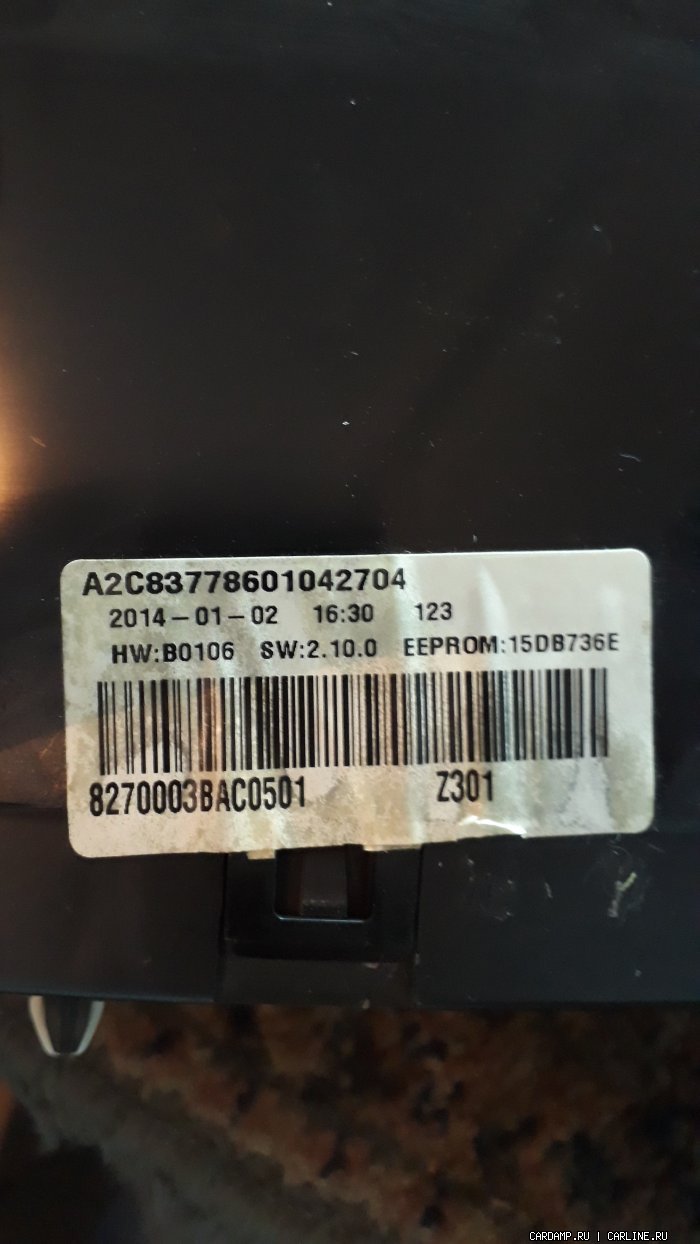 A2C83778601042704
2014-01-02 16:30 123
HW:B0106 SW:2.10.0 EEPROM:15DB736E
8270003BAC0501 Z301
CARDAMP.RU | CARLINE.RU